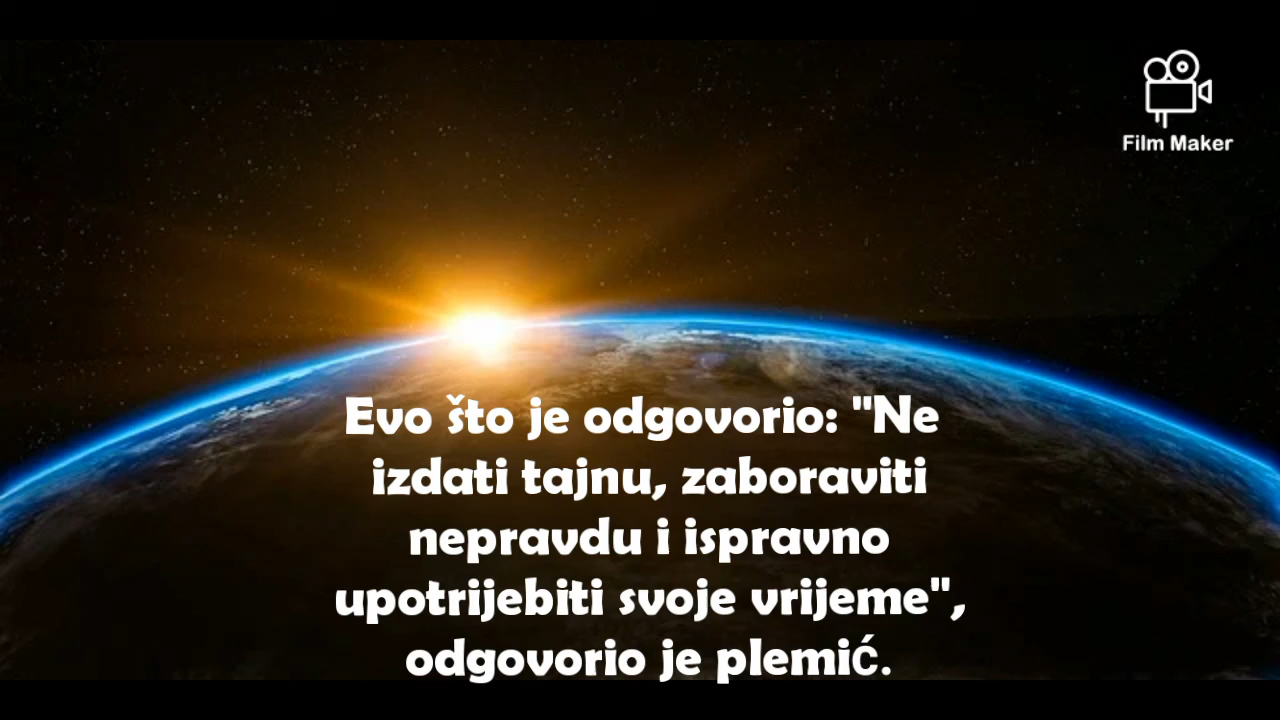 Film Maker
Evo što je odgovorio: "Ne
izdati tajnu, zaboraviti
nepravdu i ispravno
upotrijebiti svoje vrijeme",
odgovorio je plemić.